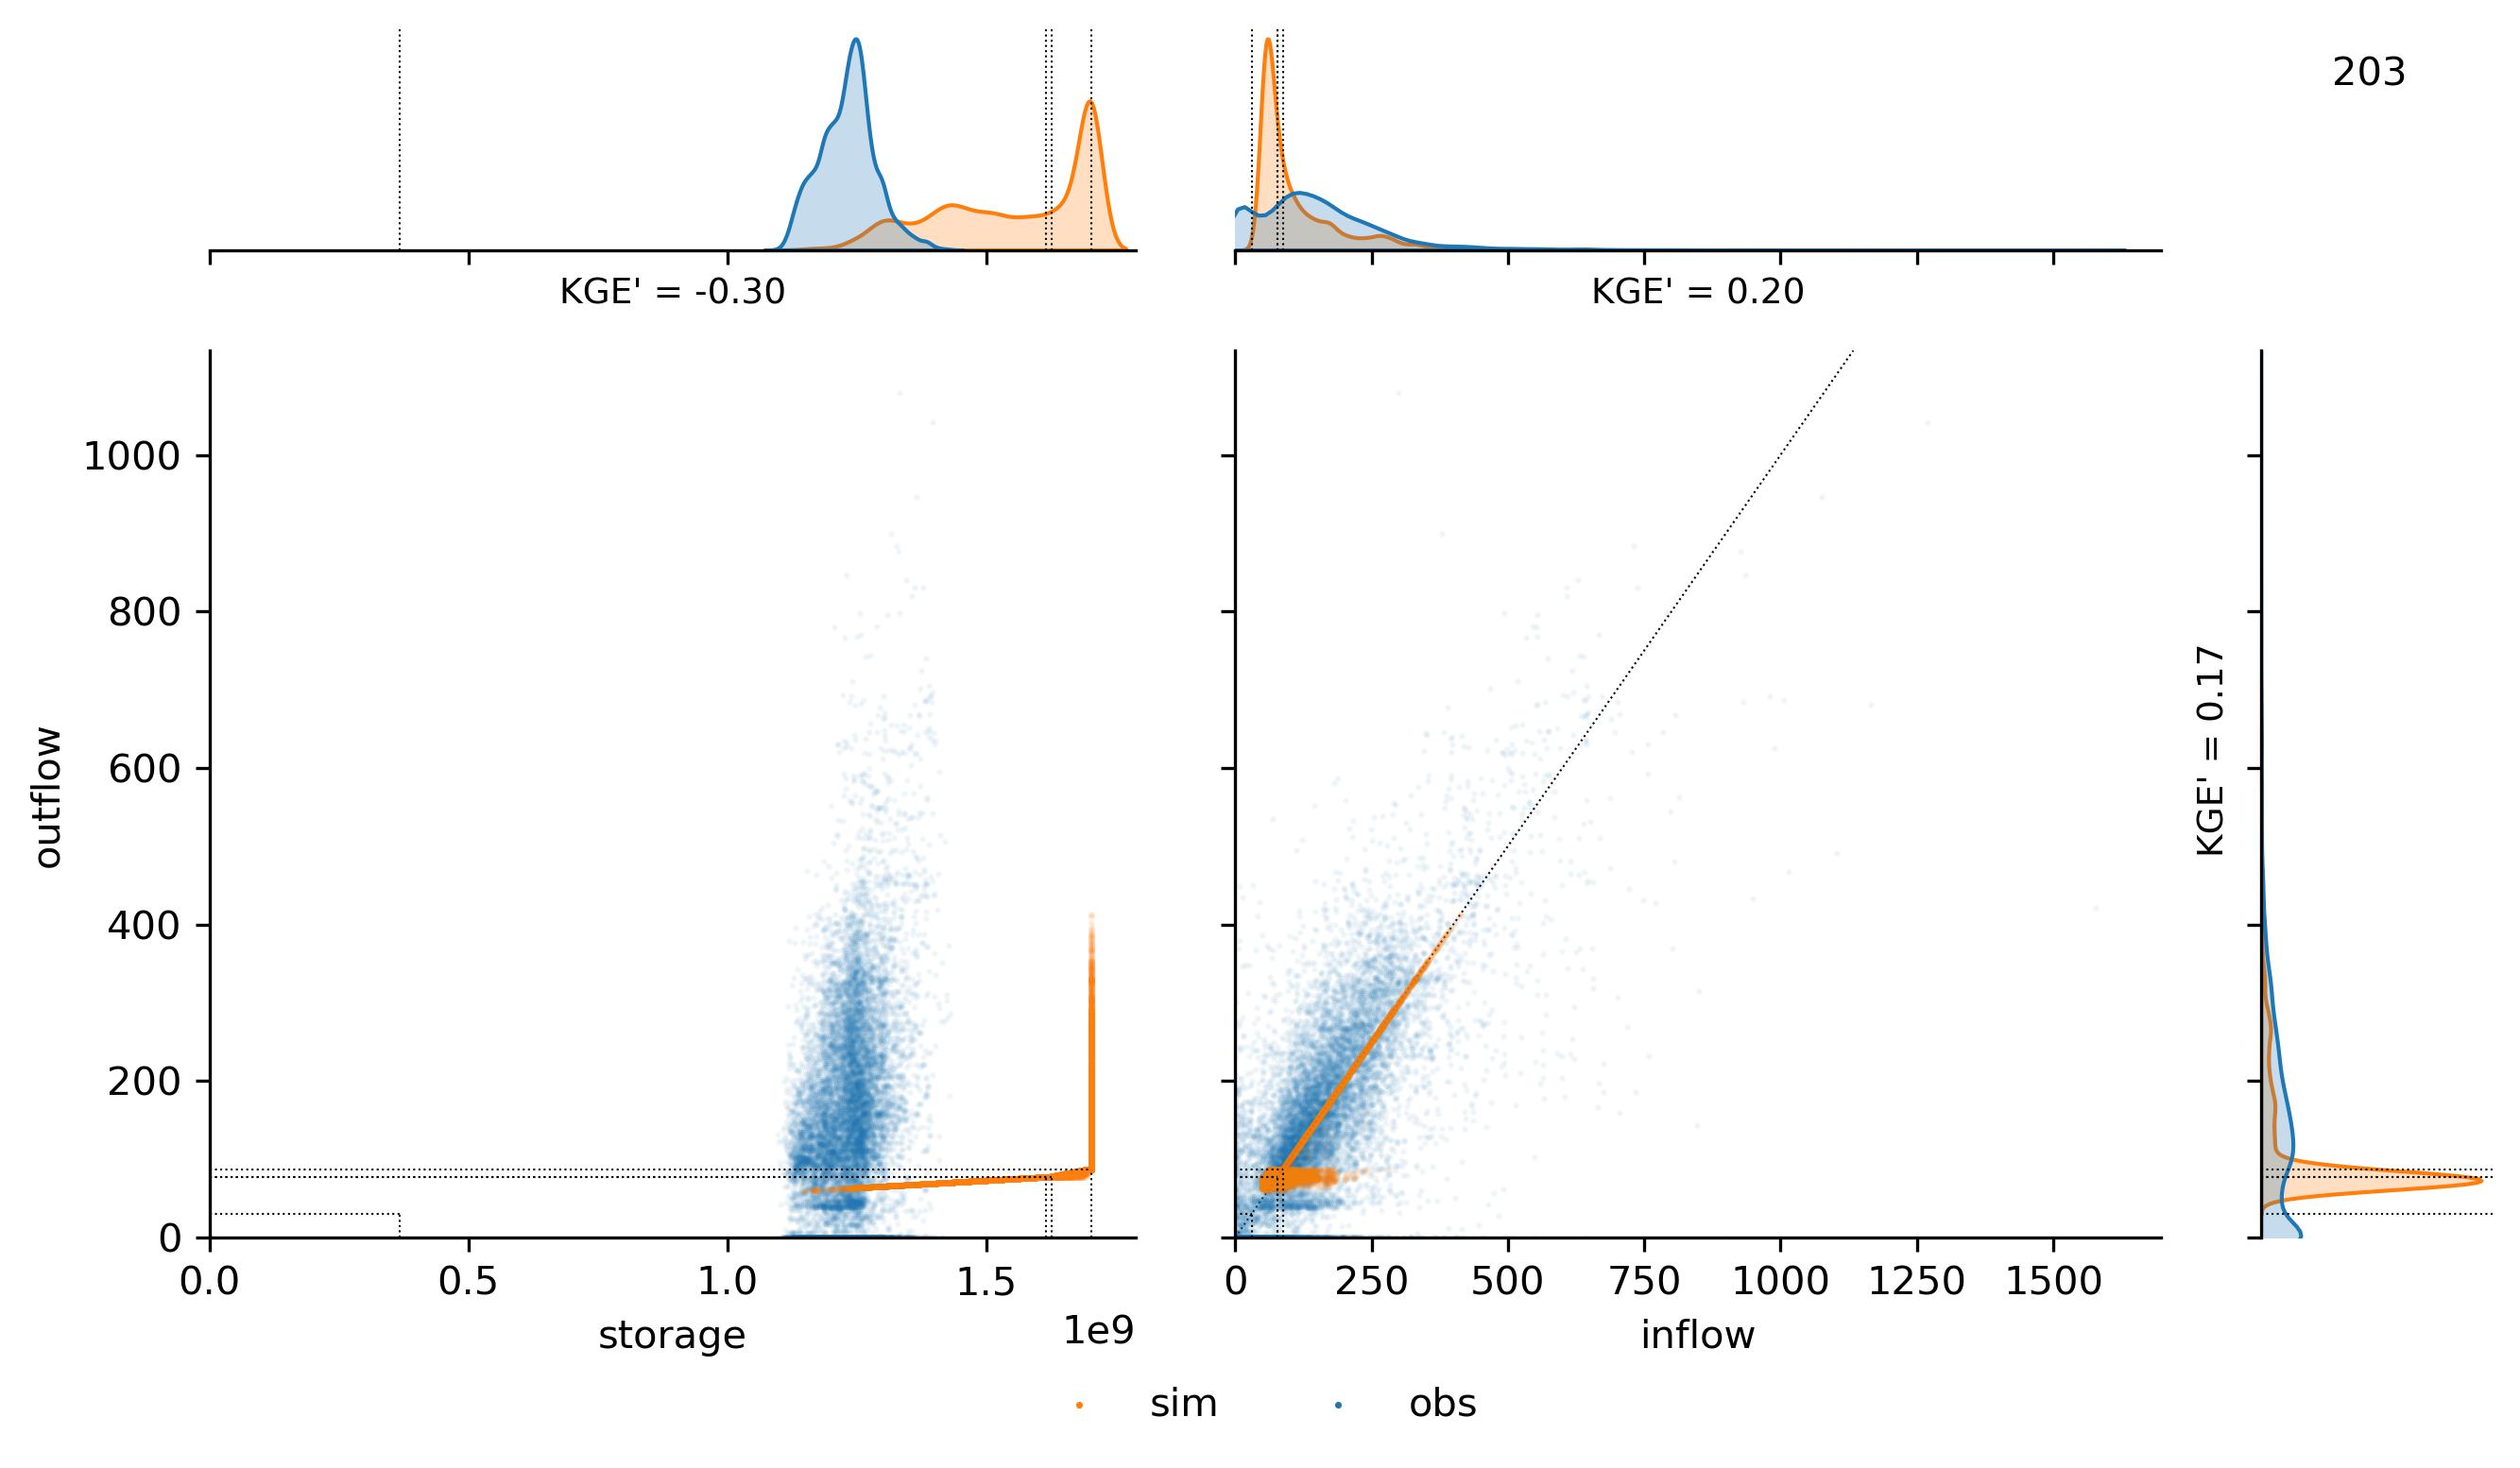 203
KGE' = -0.30
KGE' = 0.20
outflow
1000
800
600
400
200
0
KGE' = 0.17
0.0 0.5 1.0 1.5
1e9
storage
0 250 500 750 1000 1250 1500
inflow
sim obs